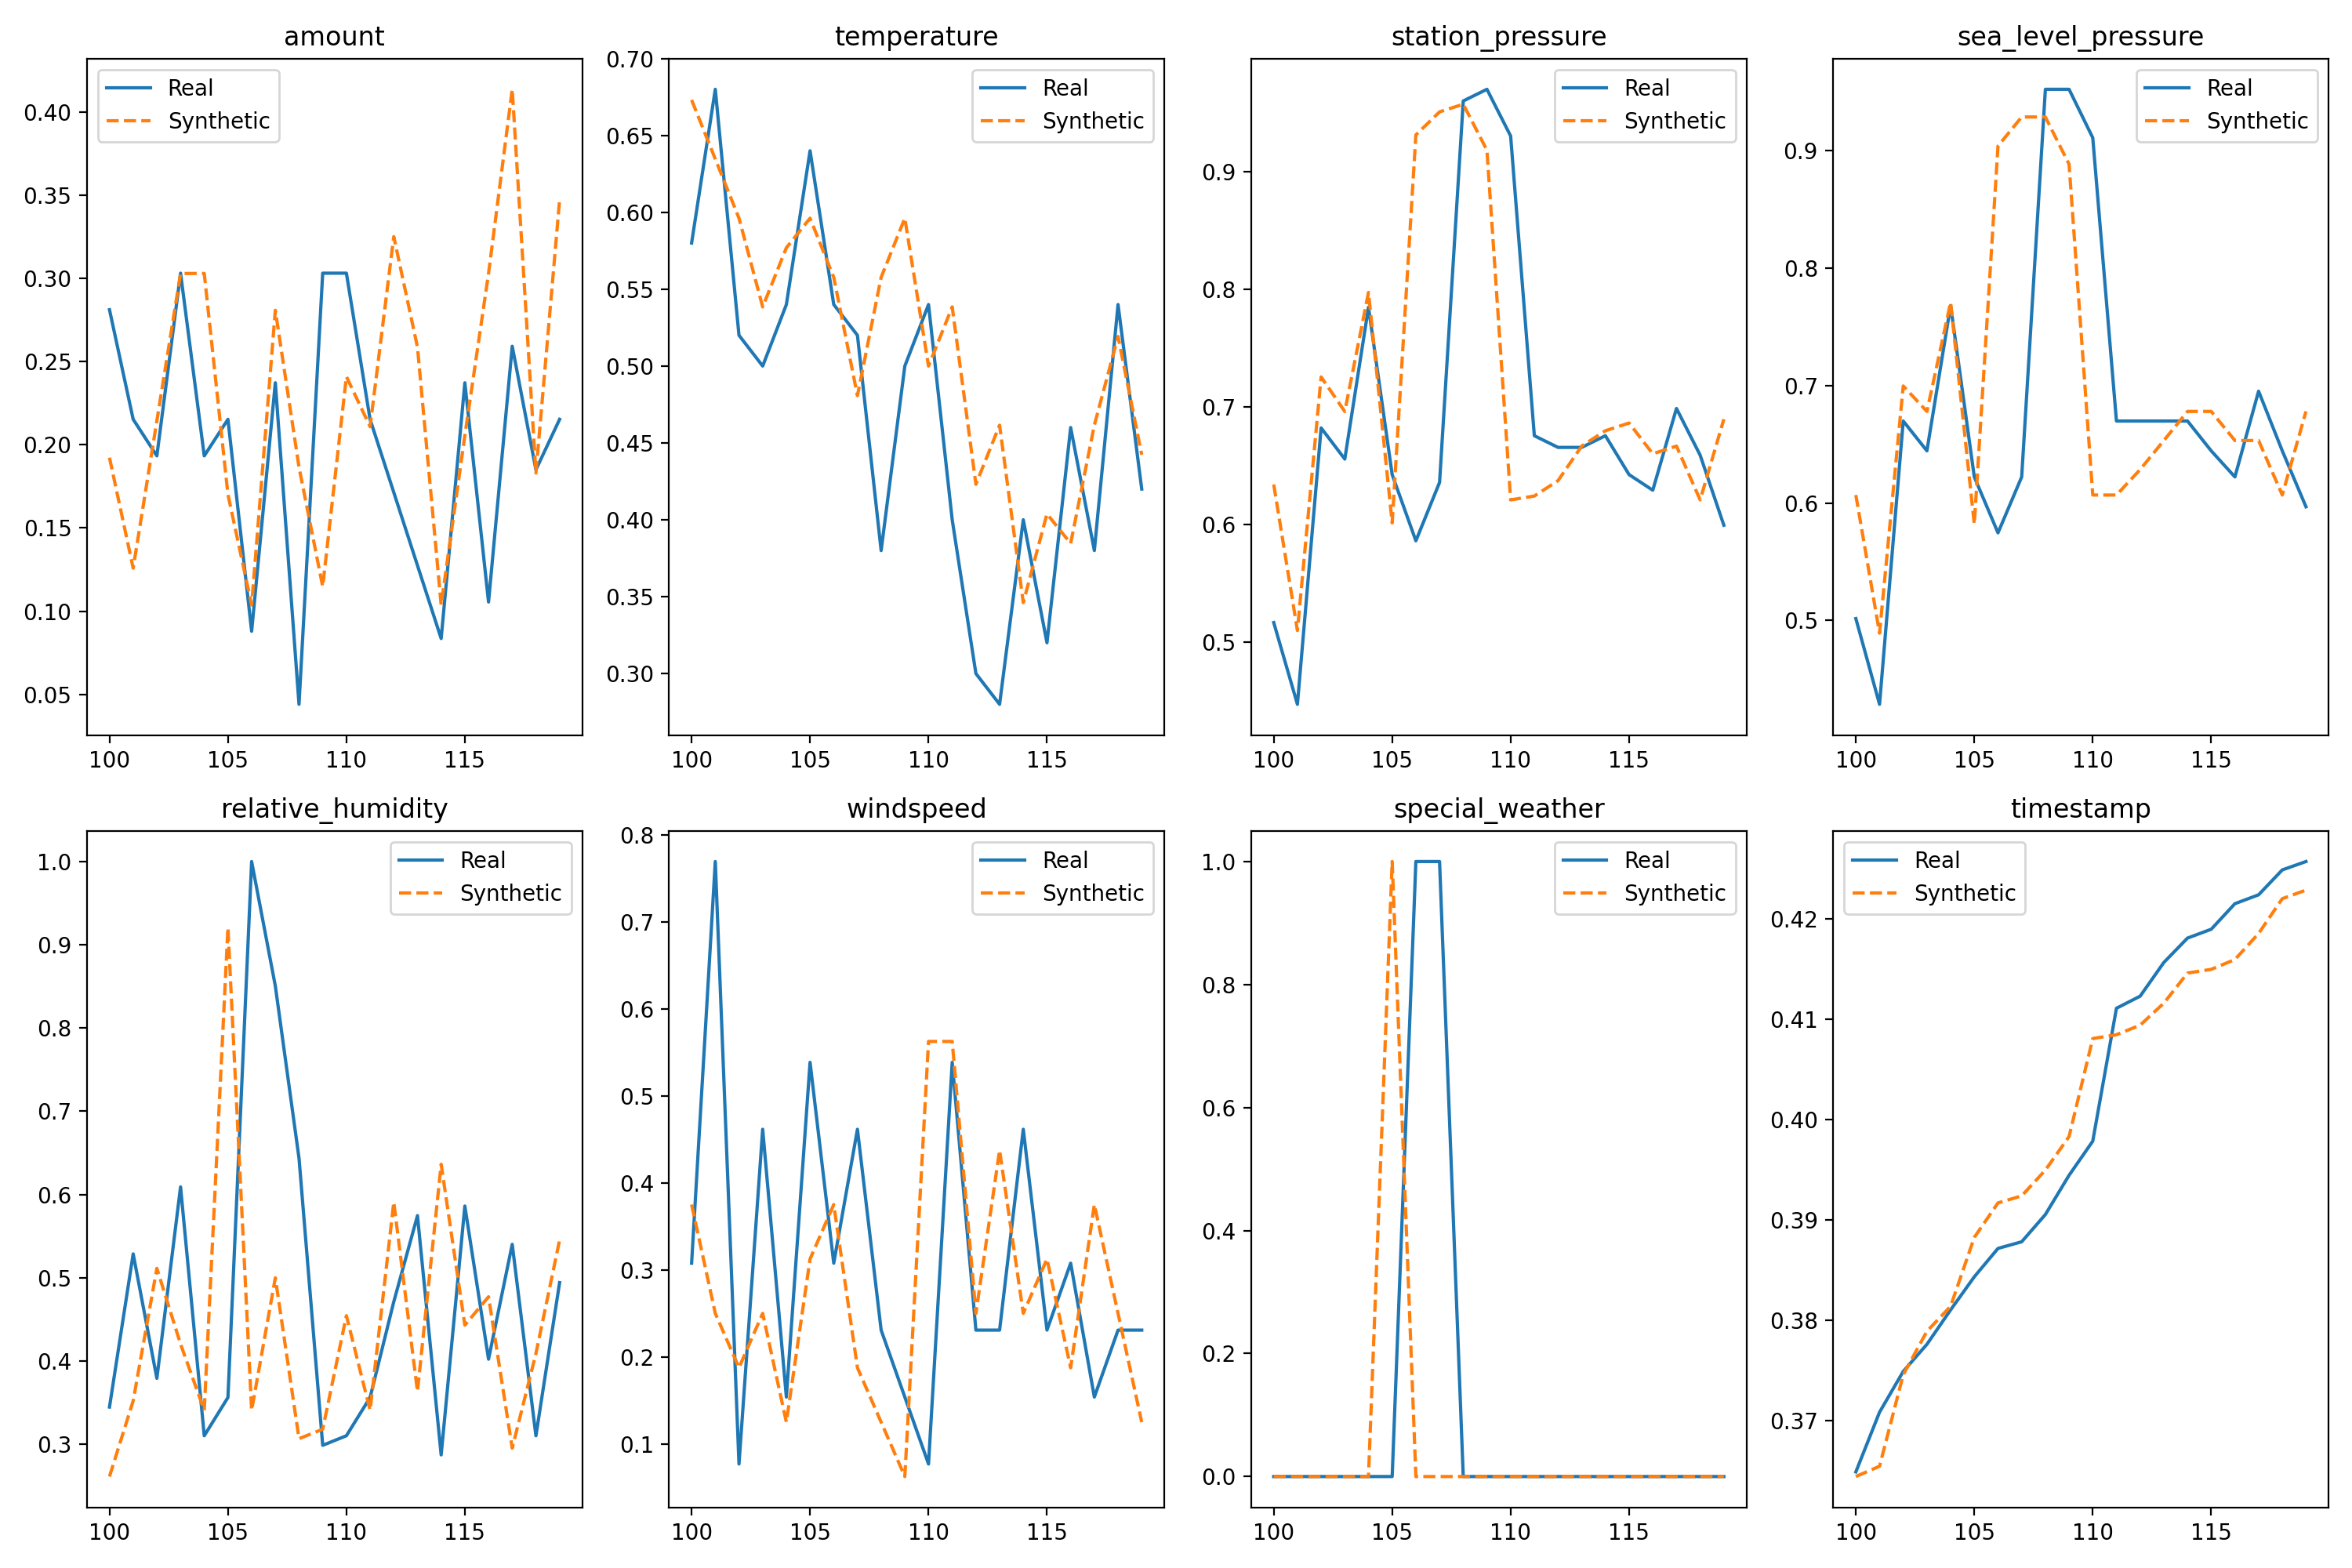 amount
Real
Synthetic
0.40
0.35
0.30
0.25
0.20
0.15
0.10
0.05
100 105 110 115
temperature
Real
Synthetic
0.70
0.65
0.60
0.55
0.50
0.45
0.40
0.35
0.30
100 105 110 115
station_pressure
Real
Synthetic
0.9
0.8
0.7
0.6
0.5
100 105 110 115
sea_level_pressure
Real
Synthetic
0.9
0.8
0.7
0.6
0.5
100 105 110 115
relative_humidity
Real
Synthetic
1.0
0.9
0.8
0.7
0.6
0.5
0.4
0.3
100 105 110 115
windspeed
Real
Synthetic
0.8
0.7
0.6
0.5
0.4
0.3
0.2
0.1
100 105 110 115
special_weather
Real
Synthetic
1.0
0.8
0.6
0.4
0.2
0.0
100 105 110 115
timestamp
Real
Synthetic
0.42
0.41
0.40
0.39
0.38
0.37
100 105 110 115